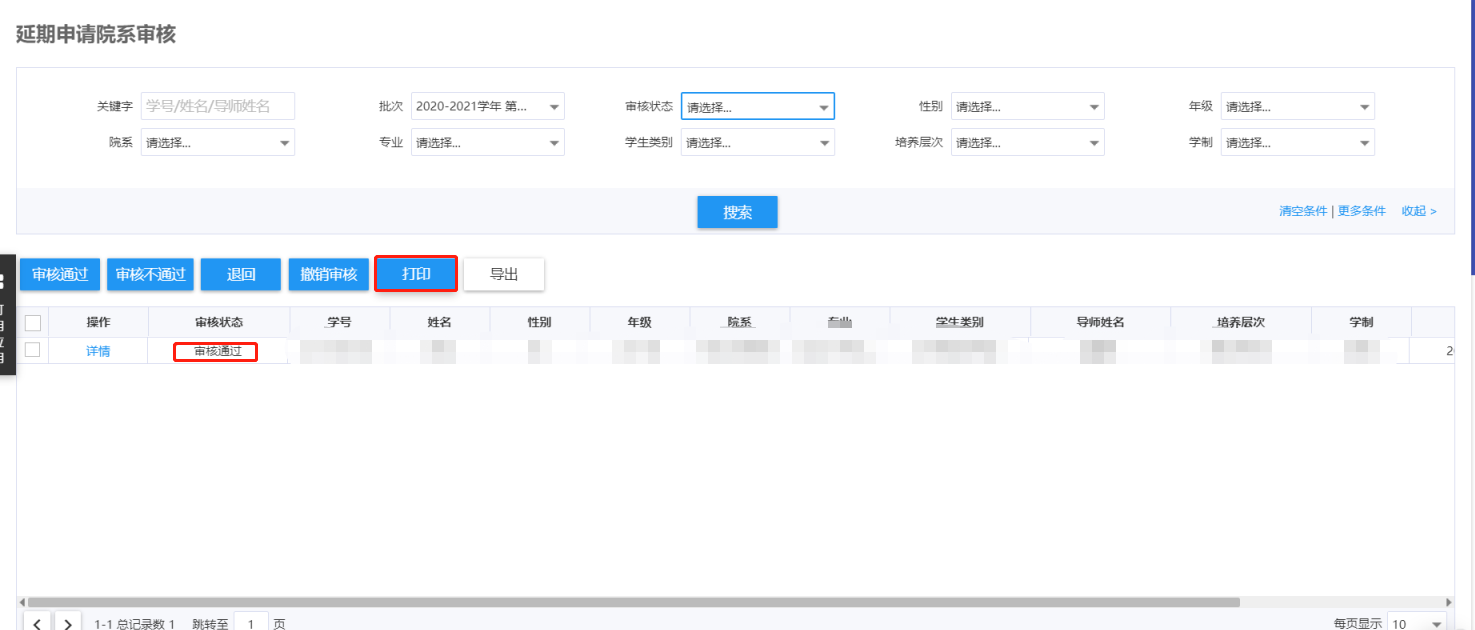 延期申请院系审核
关键字 学号/姓名/导师姓名 批次 2020-2021学年 第... 审核状态 请选择... 性别 请选择... 年级 请选择...
院系 请选择... 专业 请选择... 学生类别 请选择... 培养层次 请选择... 学制 请选择...
搜索 清空条件 | 更多条件 收起 >
审核通过 审核不通过 退回 撤销审核 打印 导出
操作 审核状态 学号 姓名 性别 年级 院系 专业 学生类别 导师姓名 培养层次 学制
详情 审核通过
1-1 总记录数 1 跳转至 1 页 每页显示 10